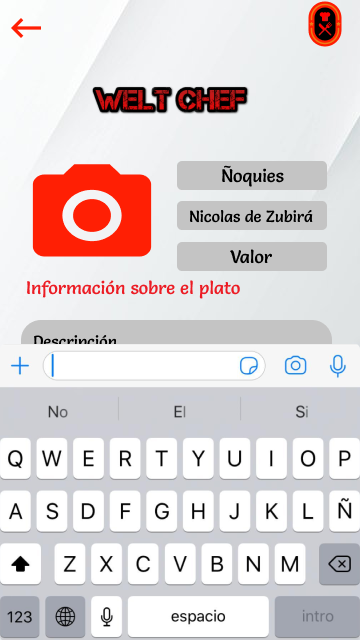 WELT CHEF
Ñoquies
Nicolas de Zubirá
Valor
Información sobre el plato
Descripción
No El Si
Q W E R T Y U I O P
A S D F G H J K L Ñ
Z X C V B N M
123 espacio intro